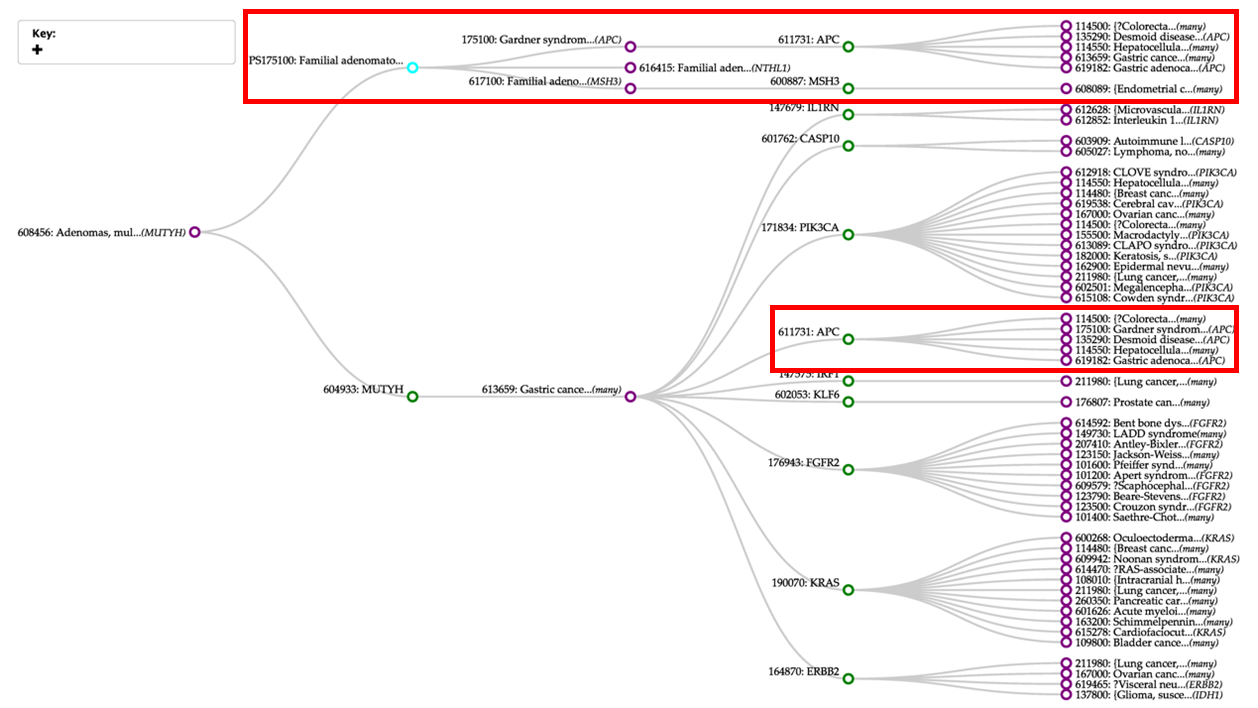 Key:
+
PS175100: Familial adenomato...
175100: Gardner syndrom...(APC)
616415: Familial aden...(NTHL1)
617100: Familial adeno...(MSH3)
611731: APC
600887: MSH3
114500: {?Colorecta...(many)
135290: Desmoid disease...(APC)
114550: Hepatocellula...(many)
613659: Gastric cance...(many)
619182: Gastric adenoca...(APC)
608089: {Endometrial c...(many)
147679: IL1RN
612628: {Microvascula...(IL1RN)
612852: Interleukin 1...(IL1RN)
601762: CASP10
603909: Autoimmune l...(CASP10)
605027: Lymphoma, no...(many)
171834: PIK3CA
612918: CLOVE syndro...(PIK3CA)
114550: Hepatocellula...(many)
114480: {Breast canc...(many)
619538: Cerebral cav...(PIK3CA)
167000: Ovarian canc...(many)
114500: {?Colorecta...(many)
155500: Macrodactyly...(PIK3CA)
613089: CLAPO syndro...(PIK3CA)
182000: Keratosis, s...(PIK3CA)
162900: Epidermal nevu...(many)
211980: {Lung cancer,...(many)
602501: Megalencepha...(PIK3CA)
615108: Cowden syndr...(PIK3CA)
608456: Adenomas, mul...(MUTYH)
604933: MUTYH
613659: Gastric cance...(many)
611731: APC
114500: {?Colorecta...(many)
175100: Gardner syndrom...(APC)
135290: Desmoid disease...(APC)
114550: Hepatocellula...(many)
619182: Gastric adenoca...(APC)
147575: IRF1
211980: {Lung cancer,...(many)
602053: KLF6
176807: Prostate can...(many)
176943: FGFR2
614592: Bent bone dys...(FGFR2)
149730: LADD syndrome(many)
207410: Antley-Bixler...(FGFR2)
123150: Jackson-Weiss...(many)
101600: Pfeiffer synd...(many)
101200: Apert syndrom...(FGFR2)
609579: ?Scaphocephal...(FGFR2)
123790: Beare-Stevens...(FGFR2)
123500: Crouzon syndr...(FGFR2)
101400: Saethre-Chot...(many)
190070: KRAS
600268: Oculoectoderma...(KRAS)
114480: {Breast canc...(many)
609942: Noonan syndrom...(KRAS)
614470: ?RAS-associate...(many)
108010: {Intracranial h...(many)
211980: {Lung cancer,...(many)
260350: Pancreatic car...(many)
601626: Acute myeloi...(many)
163200: Schimmelpennin...(many)
615278: Cardiofaciocut...(KRAS)
109800: Bladder cance...(many)
164870: ERBB2
211980: {Lung cancer,...(many)
167000: Ovarian canc...(many)
619465: ?Visceral neu...(ERBB2)
137800: {Glioma, susce...(IDH1)